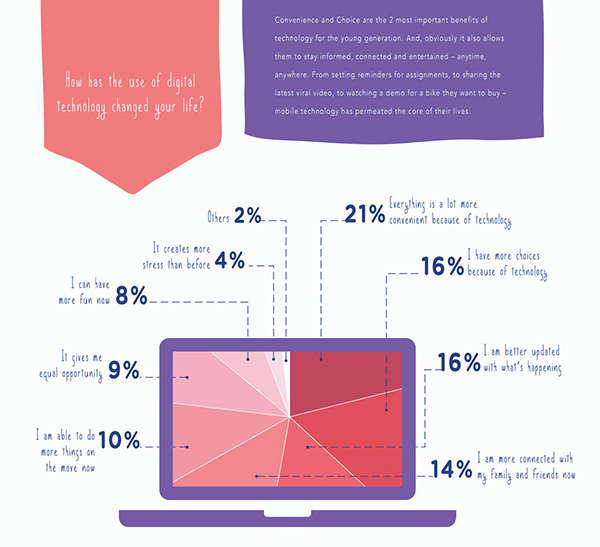 How has the use of digital
technology changed your life?
Convenience and Choice are the 2 most important benefits of
technology for the young generation. And, obviously it also allows
them to stay informed, connected and entertained – anytime,
anywhere. From setting reminders for assignments, to sharing the
latest viral video, to watching a demo for a bike they want to buy –
mobile technology has permeated the core of their lives.
Others 2%
21% Everything is a lot more
convenient because of technology
It creates more
stress than before 4%
16% I have more choices
because of technology
I can have
more fun now 8%
It gives me
equal opportunity 9%
16% I am better updated
with what's happening
I am able to do
more things on
the move now 10%
14% I am more connected with
my family and friends now